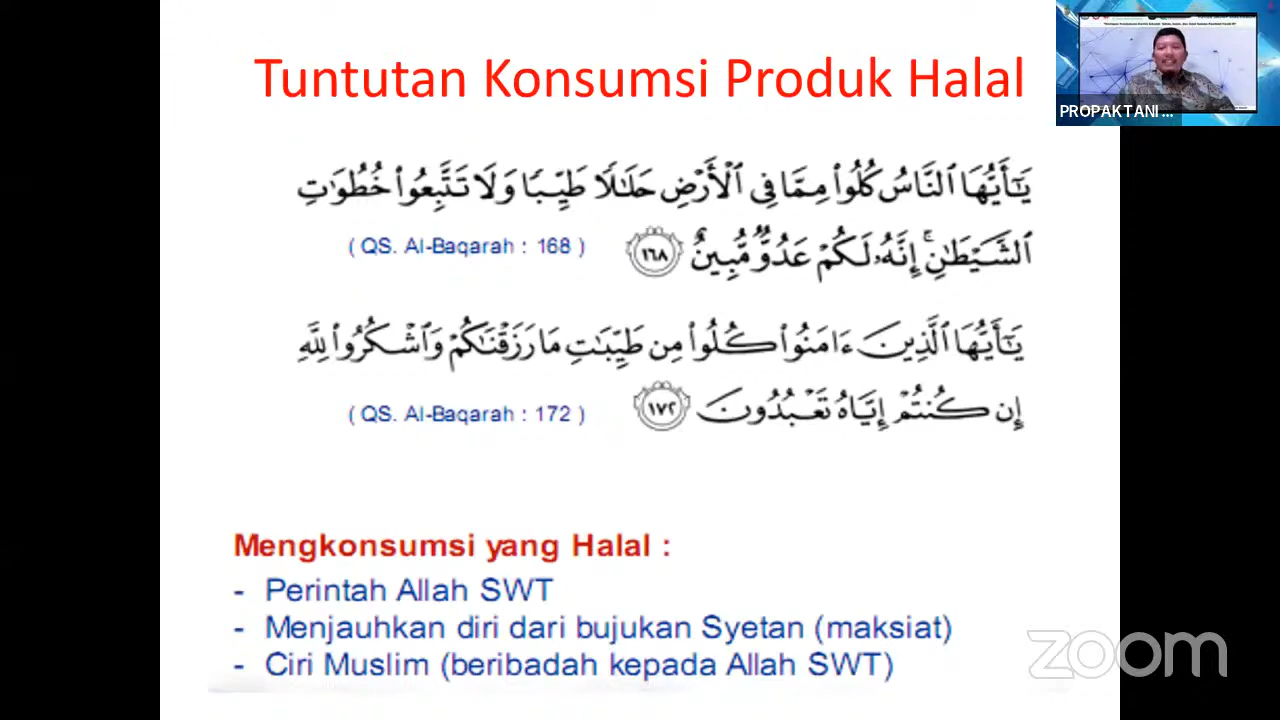 Tuntutan Konsumsi Produk Halal
PROPAKTANI ...
يَـٰٓأَيُّهَا ٱلنَّاسُ كُلُوا۟ مِمَّا فِى ٱلْأَرْضِ حَلَـٰلًا طَيِّبًا وَلَا تَتَّبِعُوا۟ خُطُوَٰتِ
ٱلشَّيْطَـٰنِ ۚ إِنَّهُۥ لَكُمْ عَدُوٌّ مُّبِينٌ ١٦٨
( QS. Al-Baqarah : 168 )
يَـٰٓأَيُّهَا ٱلَّذِينَ ءَامَنُوا۟ كُلُوا۟ مِن طَيِّبَـٰتِ مَا رَزَقْنَـٰكُمْ وَٱشْكُرُوا۟ لِلَّهِ
إِن كُنتُمْ إِيَّاهُ تَعْبُدُونَ ١٧٢
( QS. Al-Baqarah : 172 )
Mengkonsumsi yang Halal :
- Perintah Allah SWT
- Menjauhkan diri dari bujukan Syetan (maksiat)
- Ciri Muslim (beribadah kepada Allah SWT)
zoom